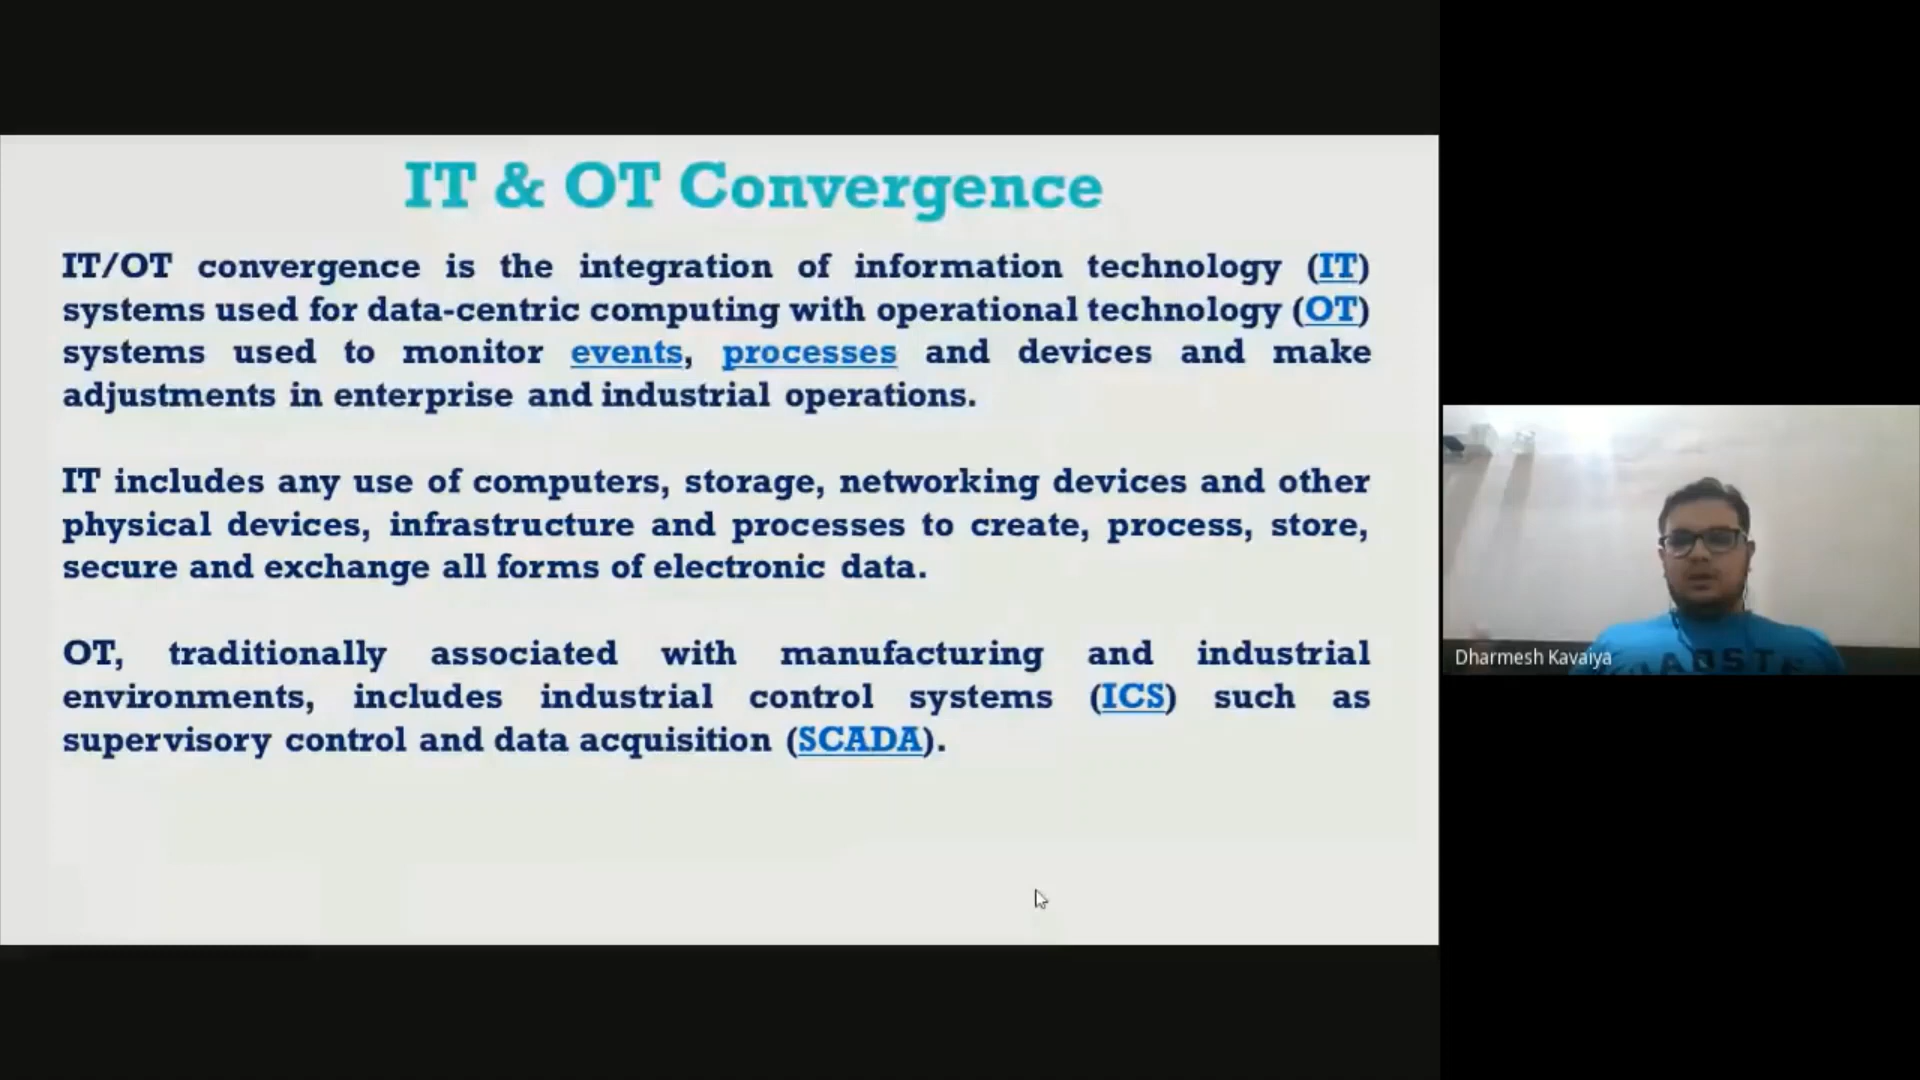 IT & OT Convergence
IT/OT convergence is the integration of information technology (IT)
systems used for data-centric computing with operational technology (OT)
systems used to monitor events, processes and devices and make
adjustments in enterprise and industrial operations.
IT includes any use of computers, storage, networking devices and other
physical devices, infrastructure and processes to create, process, store,
secure and exchange all forms of electronic data.
OT, traditionally associated with manufacturing and industrial
environments, includes industrial control systems (ICS) such as
supervisory control and data acquisition (SCADA).
Dharmesh Kavaiya